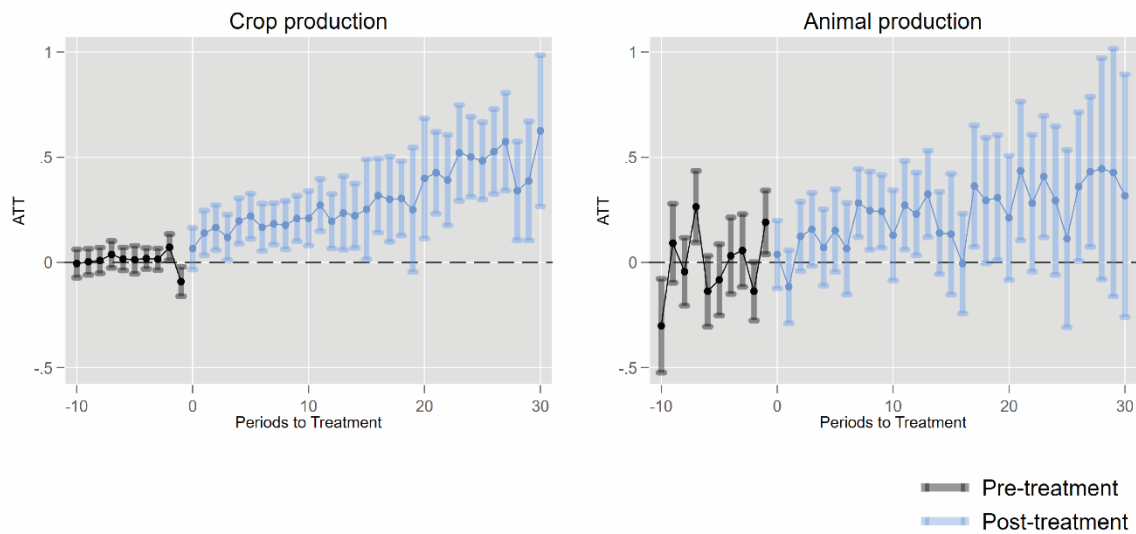 Crop production
1
.5
0
-.5
ATT
-10
0
10
20
30
Periods to Treatment
Animal production
1
.5
0
-.5
ATT
-10
0
10
20
30
Periods to Treatment
Pre-treatment
Post-treatment